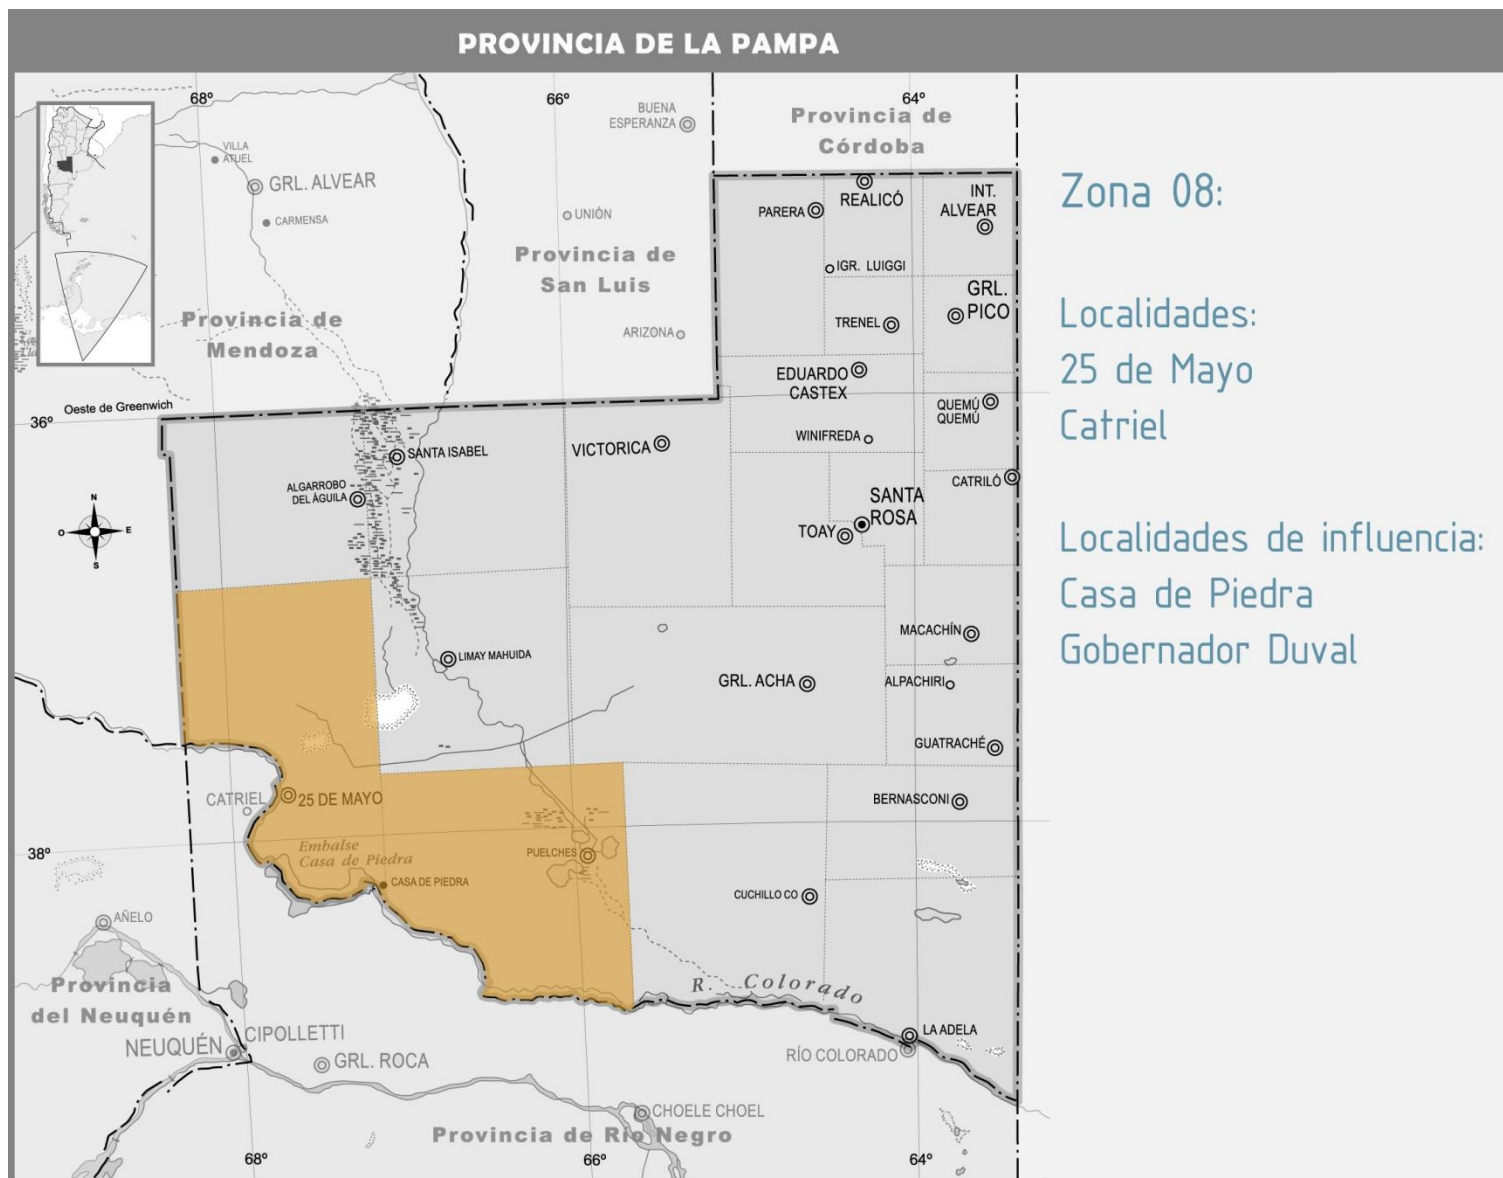 PROVINCIA DE LA PAMPA
68º
66º
64º
BUENA
ESPERANZA
Provincia de
Córdoba
VILLA
ATUEL
GRL. ALVEAR
CARMENSA
UNIÓN
PARERA
REALICÓ
INT.
ALVEAR
Provincia de
San Luis
IGR. LUIGGI
GRL.
PICO
Provincia de
Mendoza
ARIZONA
TRENEL
EDUARDO
CASTEX
Oeste de Greenwich
36º
QUEMÚ
QUEMÚ
WINIFREDA
VICTORICA
SANTA ISABEL
ALGARROBO
DEL ÀGUILA
CATRILÓ
SANTA
ROSA
TOAY
N
O
E
S
MACACHÍN
LIMAY MAHUIDA
GRL. ACHA
ALPACHIRI
GUATRACHÉ
CATRIEL
25 DE MAYO
BERNASCONI
38º
Embalse
Casa de Piedra
PUELCHES
CASA DE PIEDRA
CUCHILLO CO
AÑELO
Provincia
del Neuquén
R. Colorado
LA ADELA
RÍO COLORADO
NEUQUÉN
CIPOLLETTI
GRL. ROCA
CHOELE CHOEL
Provincia de Río Negro
68º
66º
64º
Zona 08:
Localidades:
25 de Mayo
Catriel
Localidades de influencia:
Casa de Piedra
Gobernador Duval